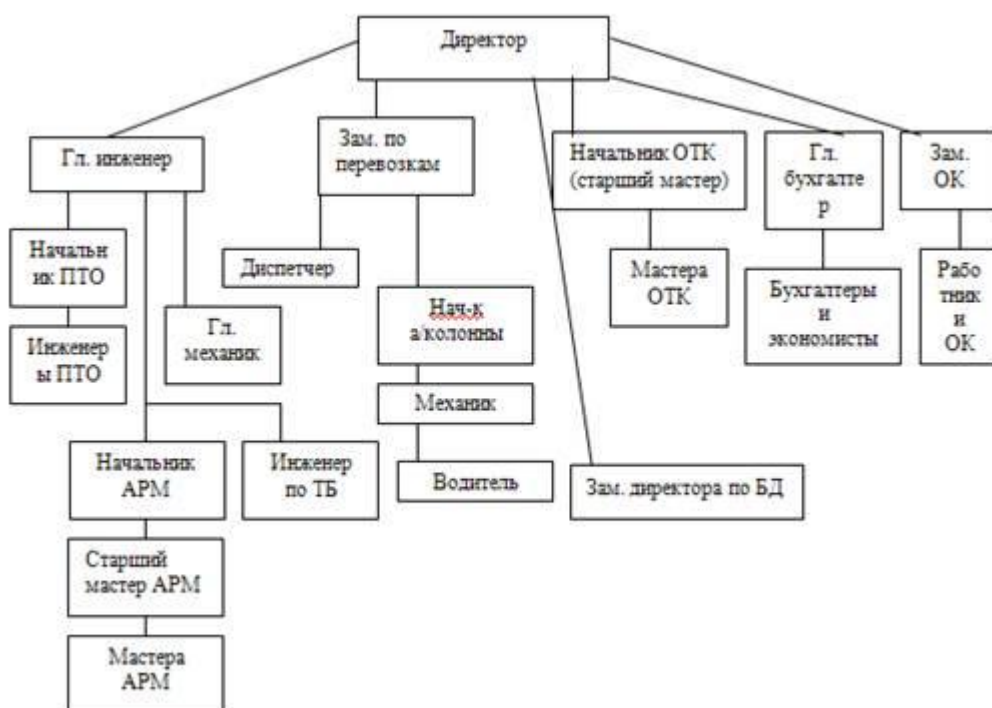 Директор
Гл. инженер
Зам. по
перевозкам
Начальник ОТК
(старший мастер)
Гл.
бухгалте
р
Зам.
ОК
Начальн
ик ПТО
Диспетчер
Мастера
ОТК
Бухгалтеры
и
экономисты
Рабо
тник
и ОК
Инженер
ы ПТО
Гл.
механик
Нач-к
а/колонны
Механик
Начальник
АРМ
Инженер
по ТБ
Водитель
Зам. директора по БД
Старший
мастер АРМ
Мастера
АРМ